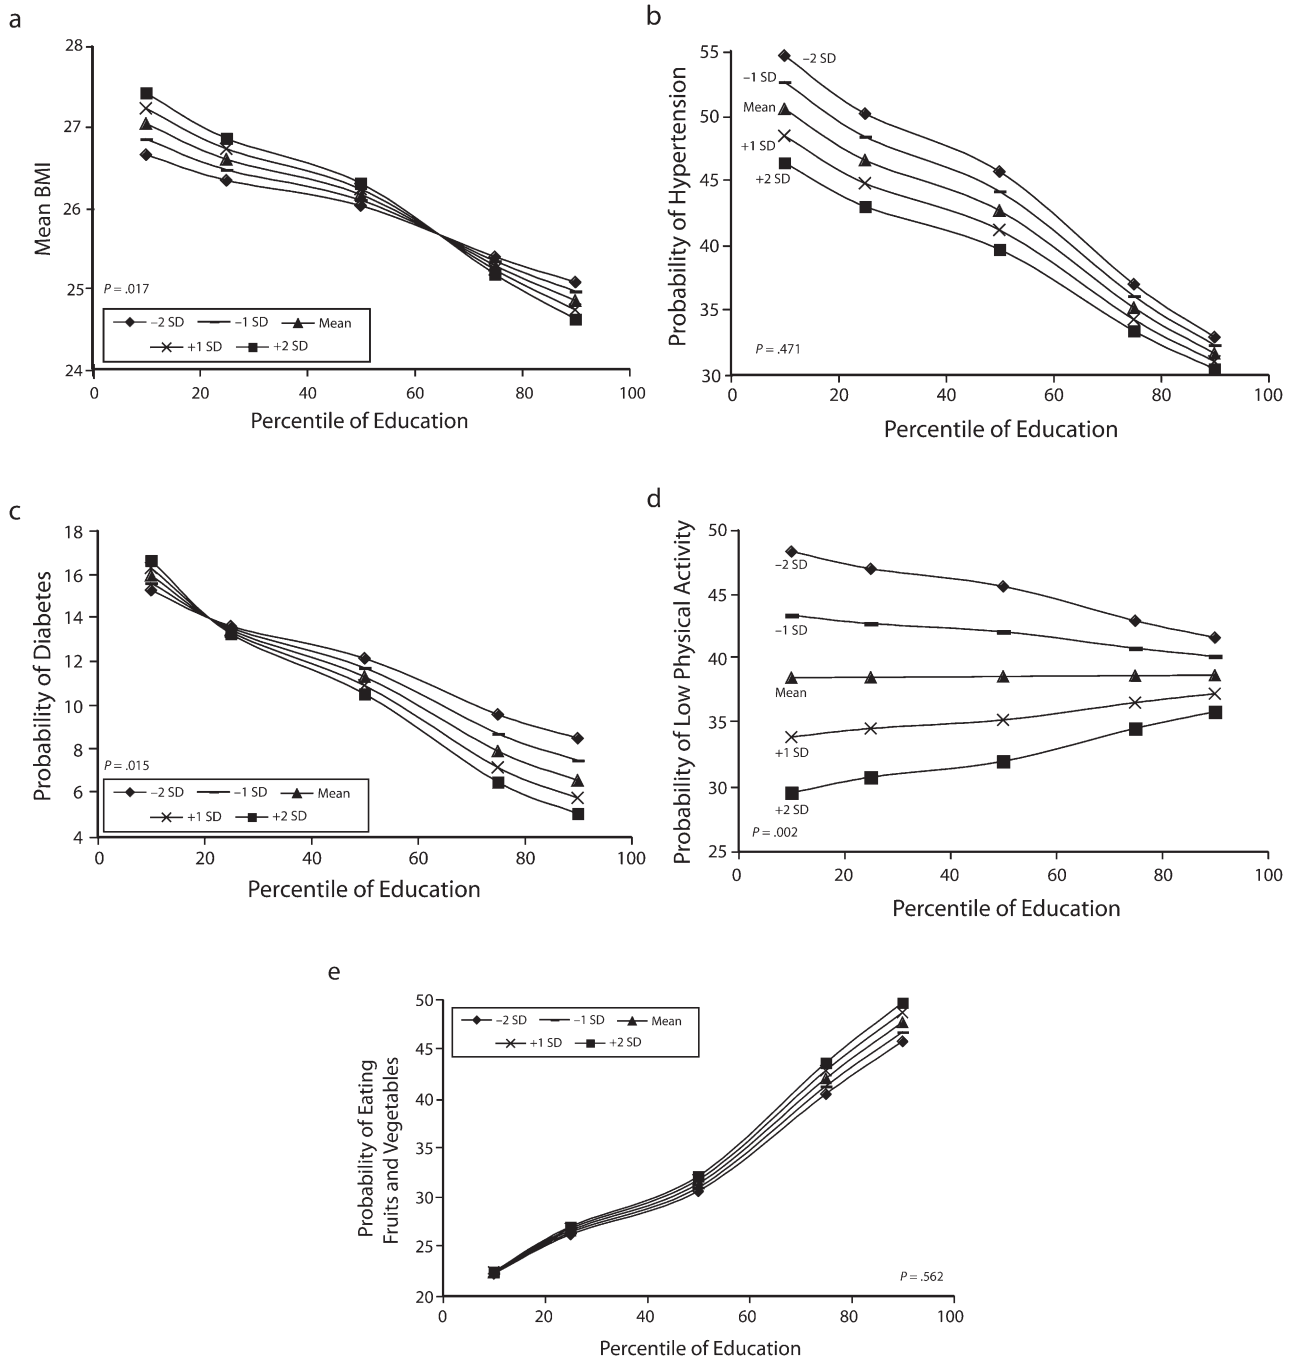 a
28
27
26
25
24
Mean BMI
P = .017
–2 SD –1 SD Mean
+1 SD +2 SD
0 20 40 60 80 100
Percentile of Education
b
55
50
45
40
35
30
Probability of Hypertension
–2 SD
–1 SD
Mean
+1 SD
+2 SD
P = .471
0 20 40 60 80 100
Percentile of Education
c
18
16
14
12
10
8
6
4
Probability of Diabetes
P = .015
–2 SD –1 SD Mean
+1 SD +2 SD
0 20 40 60 80 100
Percentile of Education
d
50
45
40
35
30
25
Probability of Low Physical Activity
–2 SD
–1 SD
Mean
+1 SD
+2 SD
P = .002
0 20 40 60 80 100
Percentile of Education
e
50
45
40
35
30
25
20
Probability of Eating
Fruits and Vegetables
–2 SD –1 SD Mean
+1 SD +2 SD
P = .562
0 20 40 60 80 100
Percentile of Education